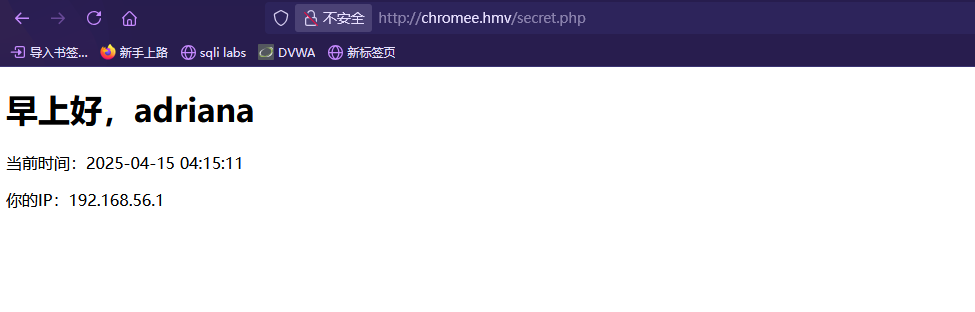 不安全 http://chromee.hmv/secret.php
导入书签... 新手上路 sqli labs DVWA 新标签页
早上好，adriana
当前时间：2025-04-15 04:15:11
你的IP：192.168.56.1